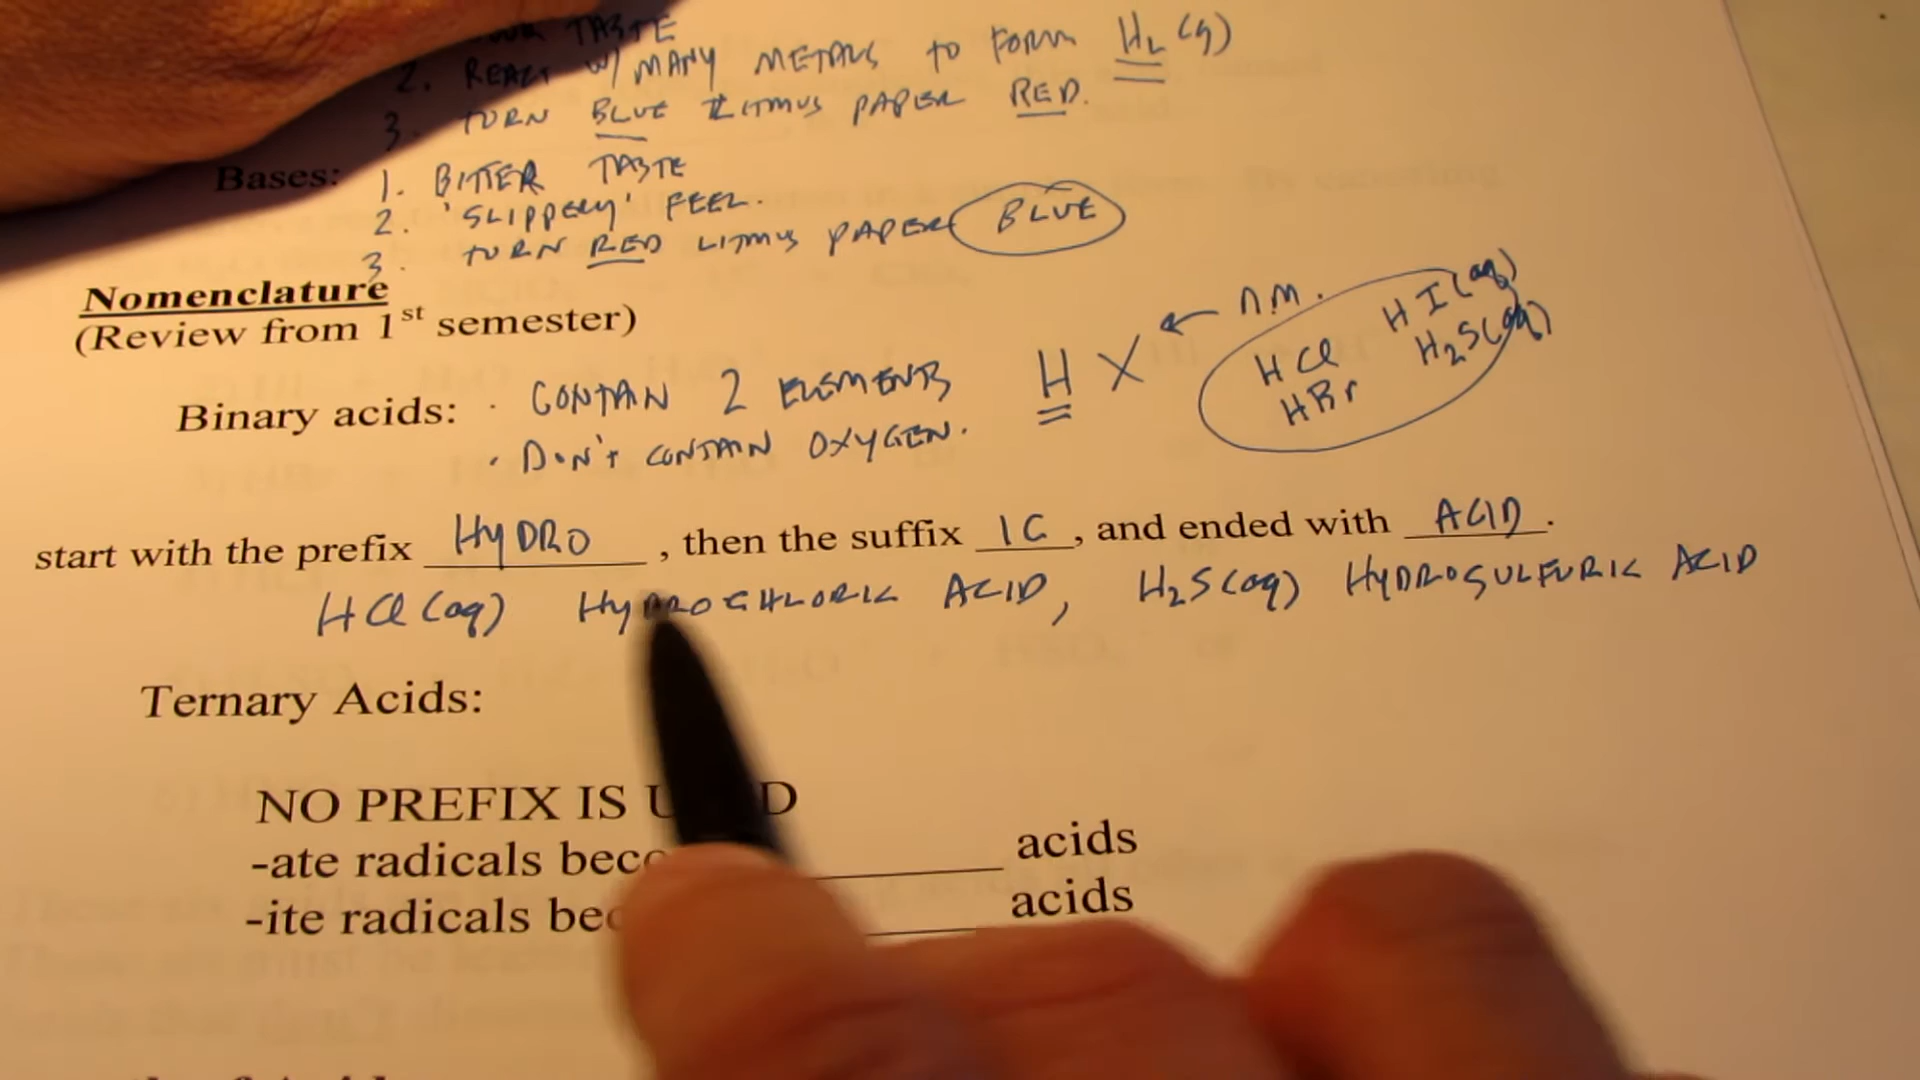 TASTE
2. REACT W/ MANY METALS TO FORM H2(g)
3. TURN BLUE LITMUS PAPER RED.
Bases: 1. BITTER TASTE
2. 'SLIPPERY' FEEL.
3. TURN RED LITMUS PAPER BLUE
Nomenclature
(Review from 1st semester)
Binary acids: · CONTAIN 2 ELEMENTS H X ← n.m. HCl HI(aq)
· DON'T CONTAIN OXYGEN. HBr H2S(aq)
start with the prefix HYDRO, then the suffix IC, and ended with ACID.
HCl(aq) HYDROCHLORIC ACID, H2S(aq) HYDROSULFURIC ACID
Ternary Acids:
NO PREFIX IS
-ate radicals acids
-ite radicals acids